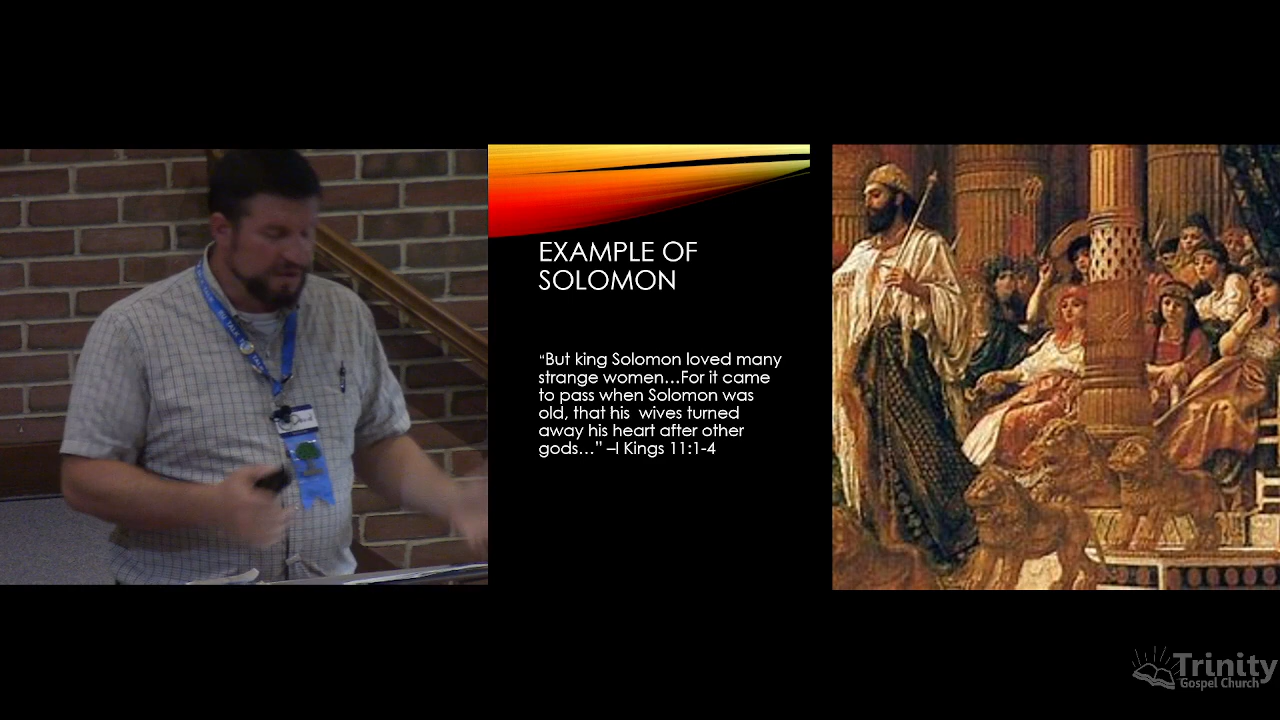 EXAMPLE OF
SOLOMON
“But king Solomon loved many
strange women...For it came
to pass when Solomon was
old, that his  wives turned
away his heart after other
gods...” –I Kings 11:1-4
Trinity
Gospel Church